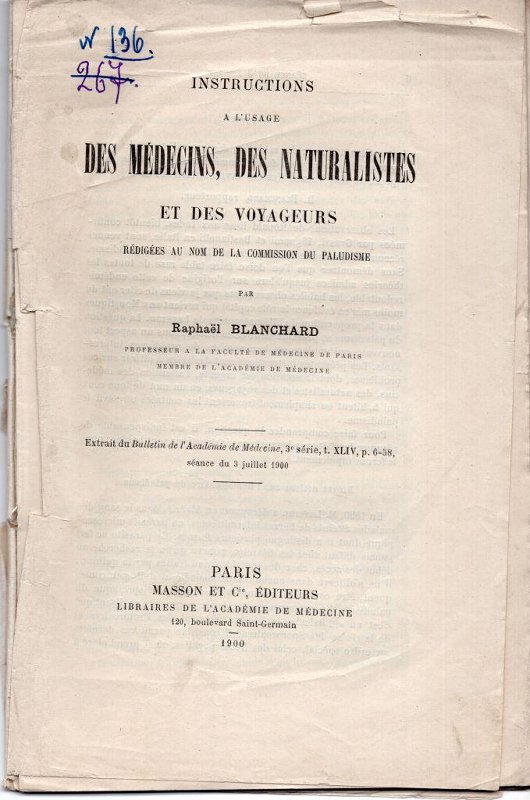 N 136.
267.
INSTRUCTIONS
A L'USAGE
DES MÉDECINS, DES NATURALISTES
ET DES VOYAGEURS
RÉDIGÉES AU NOM DE LA COMMISSION DU PALUDISME
PAR
Raphaël BLANCHARD
PROFESSEUR A LA FACULTÉ DE MÉDECINE DE PARIS
MEMBRE DE L'ACADÉMIE DE MÉDECINE
Extrait du Bulletin de l'Académie de Médecine, 3e série, t. XLIV, p. 6-38,
séance du 3 juillet 1900
PARIS
MASSON ET Cie, ÉDITEURS
LIBRAIRES DE L'ACADÉMIE DE MÉDECINE
120, boulevard Saint-Germain
1900